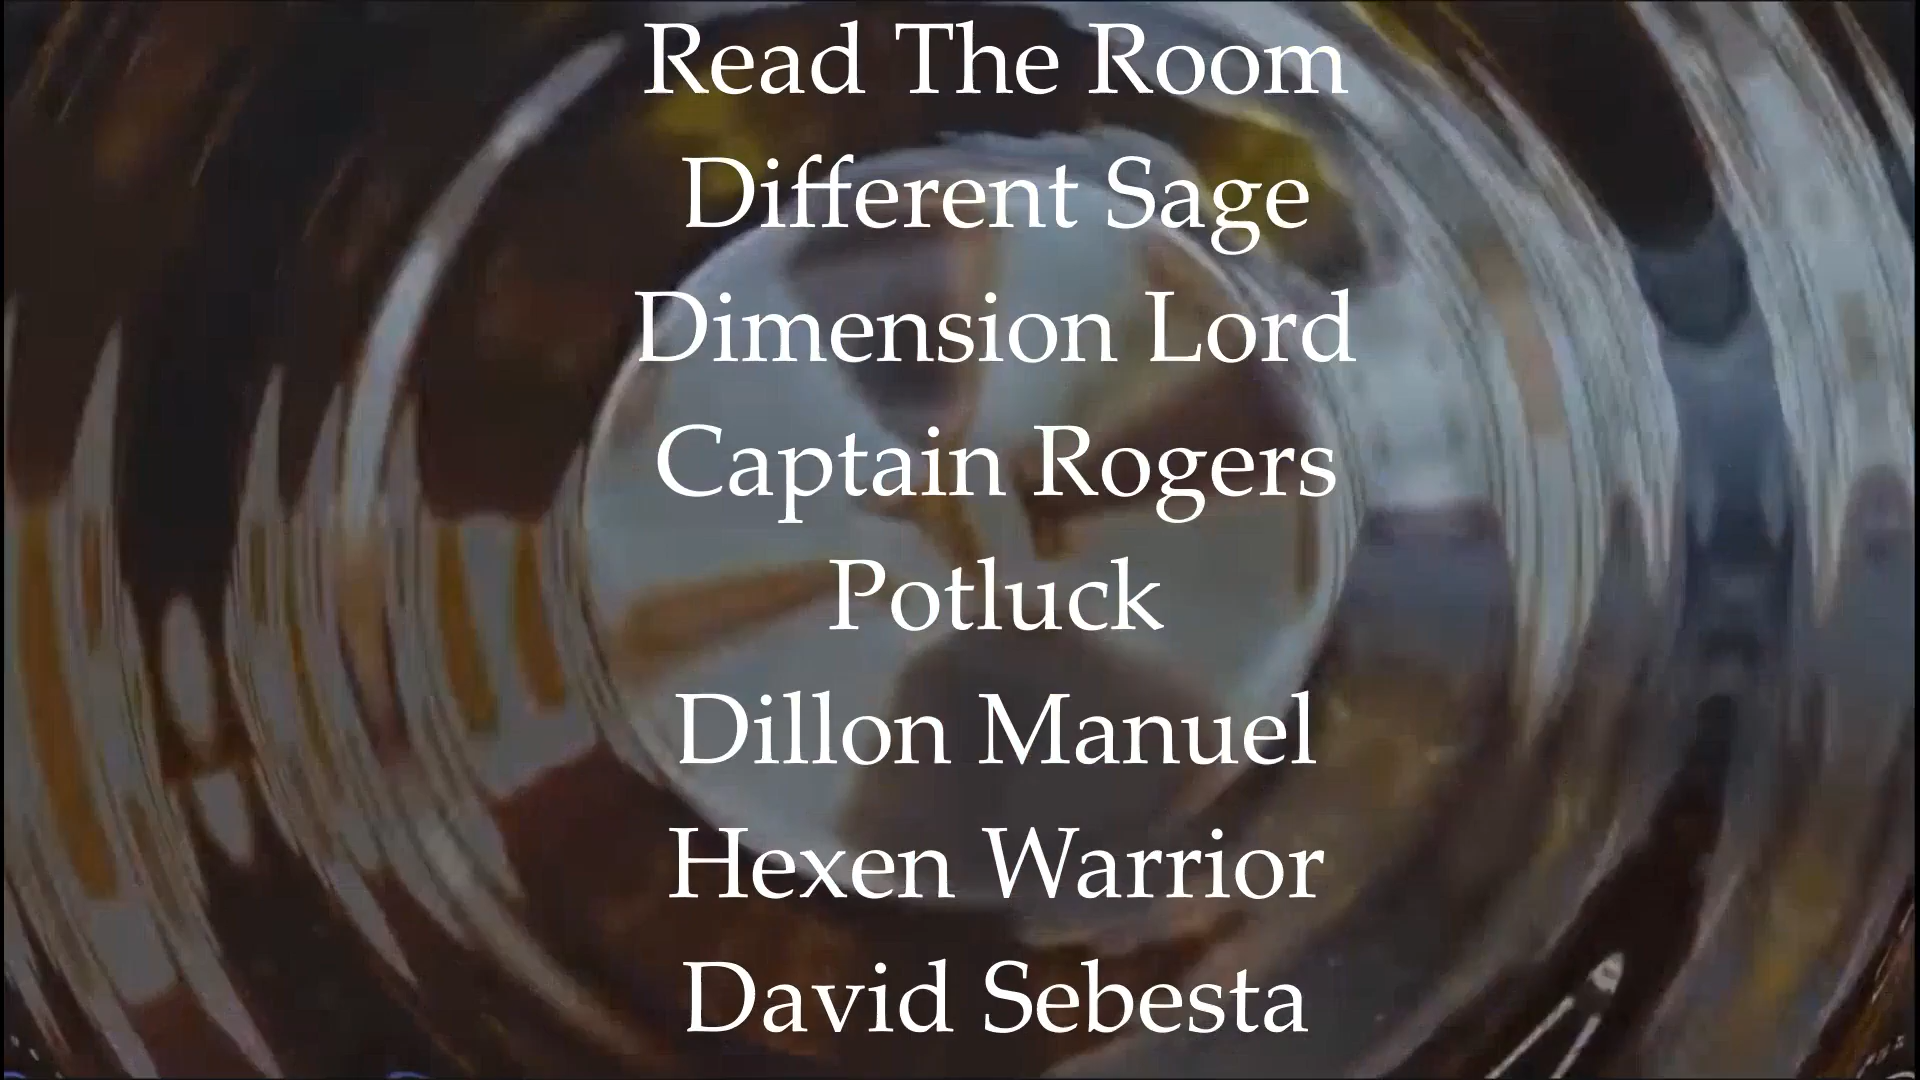 Read The Room
Different Sage
Dimension Lord
Captain Rogers
Potluck
Dillon Manuel
Hexen Warrior
David Sebesta